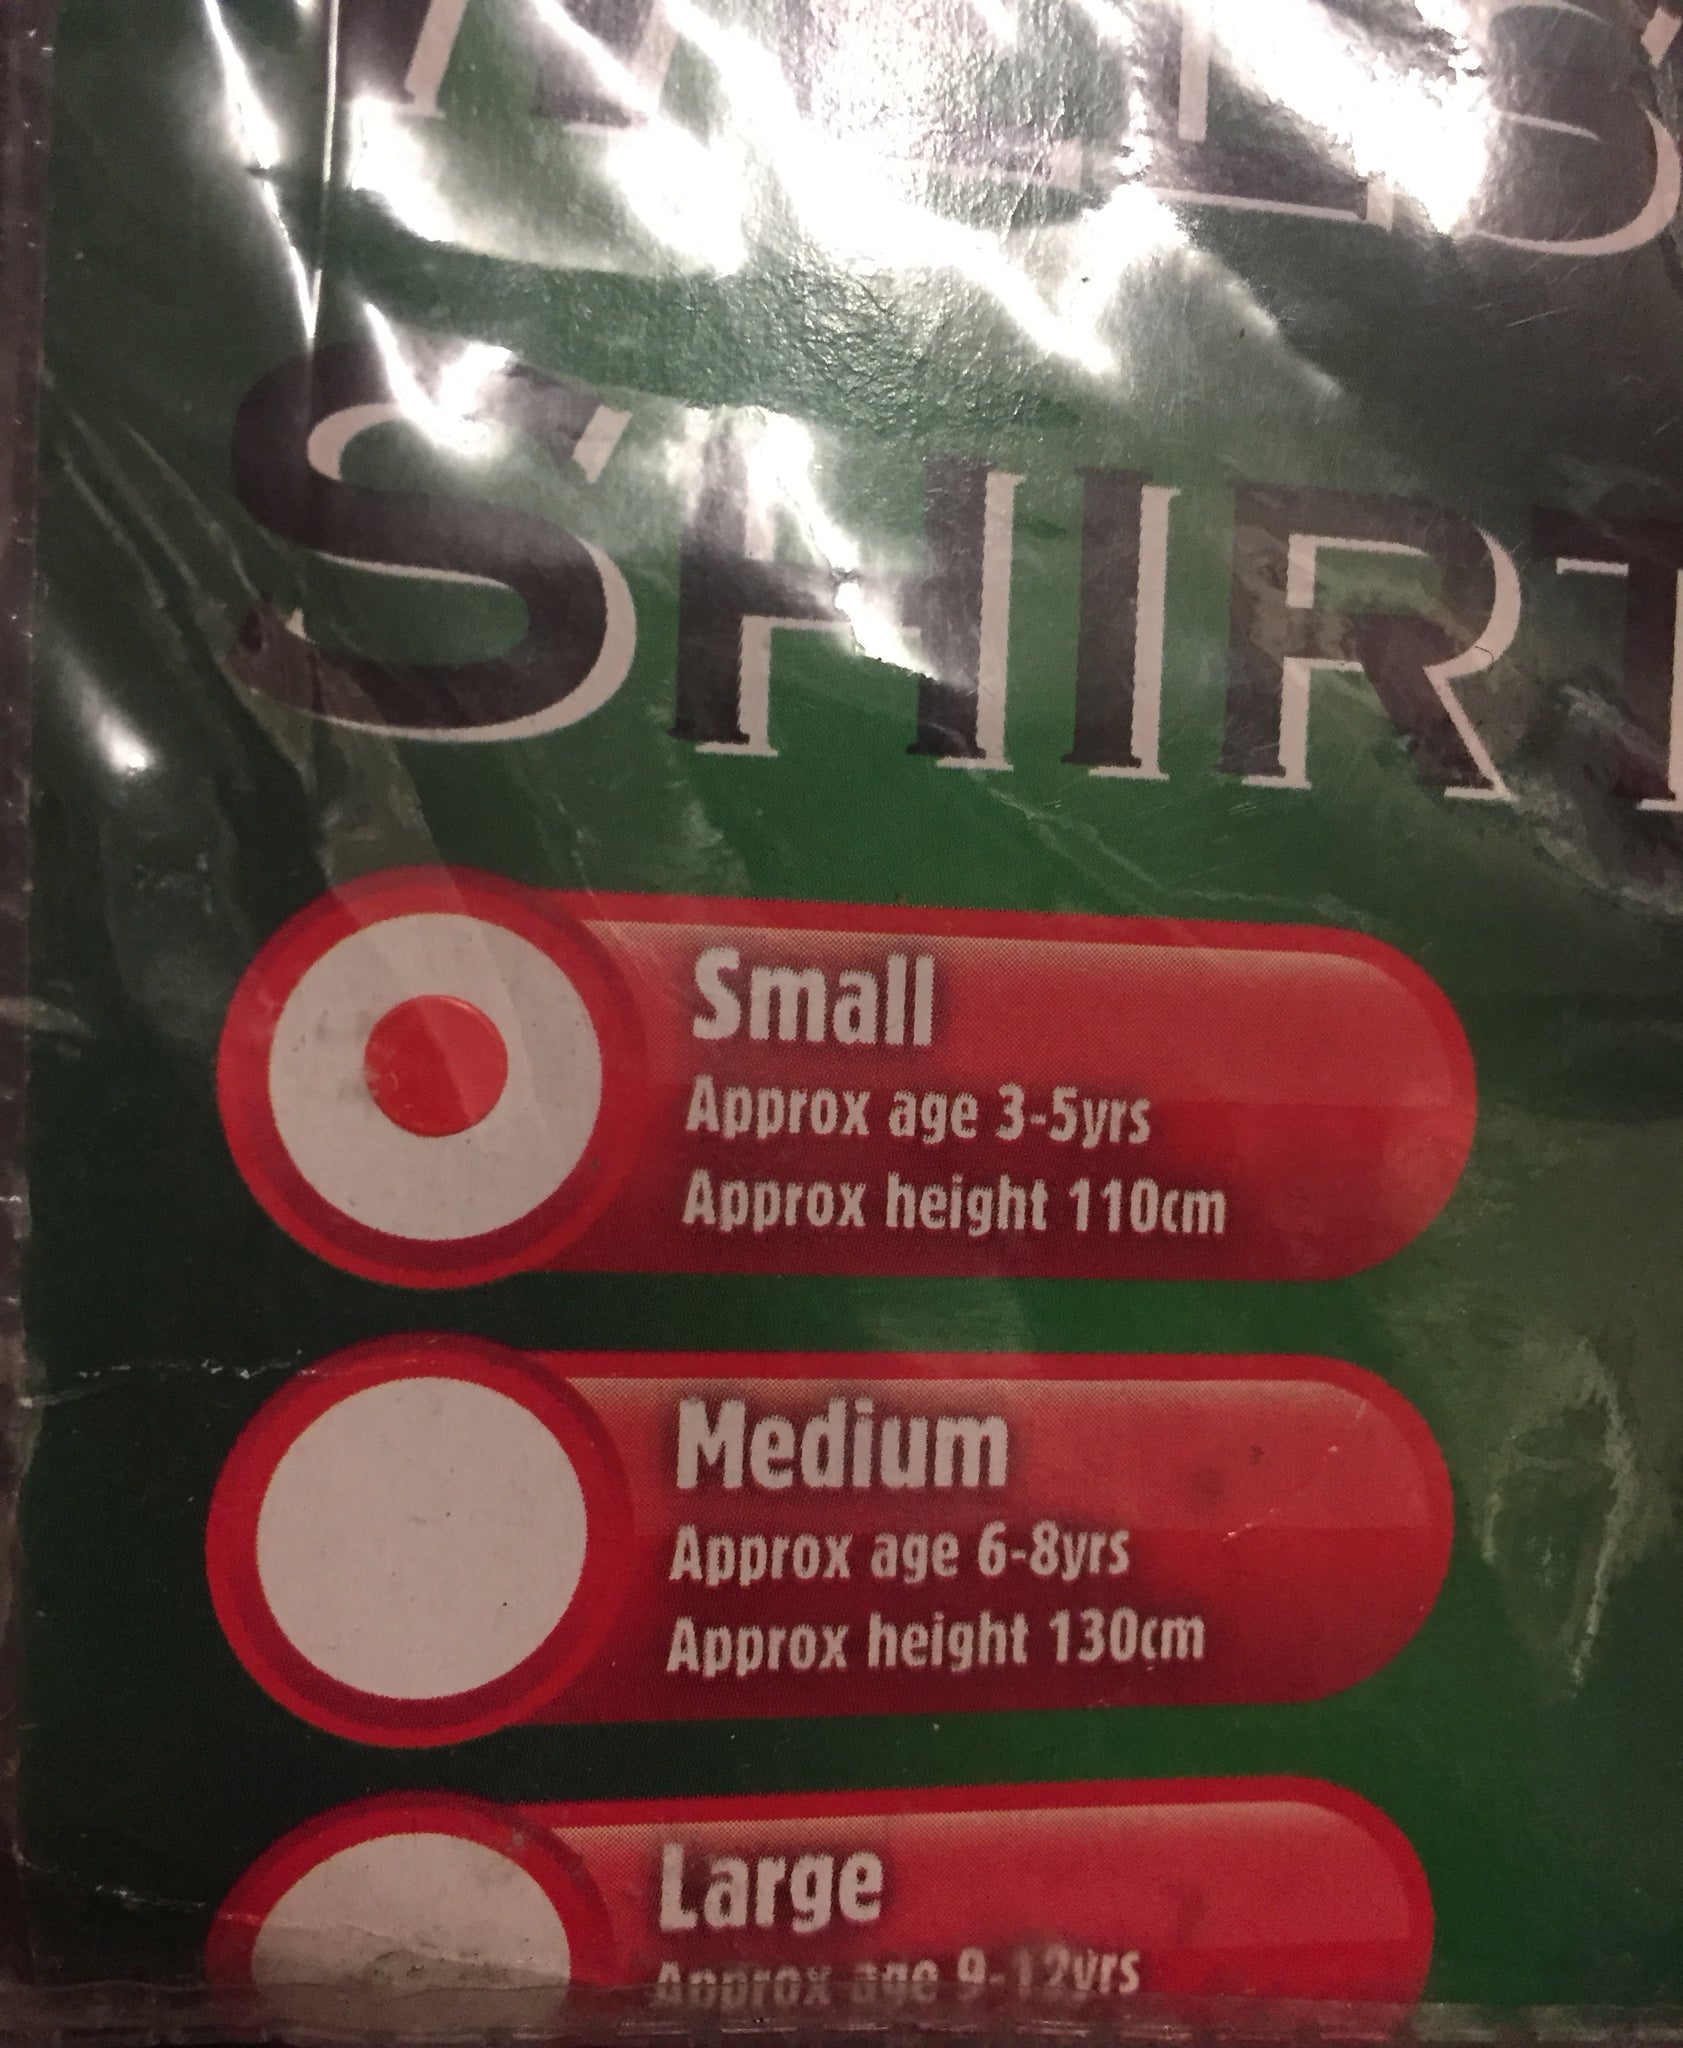 SHIRT
Small
Approx age 3-5yrs
Approx height 110cm
Medium
Approx age 6-8yrs
Approx height 130cm
Large
Approx age 9-12yrs